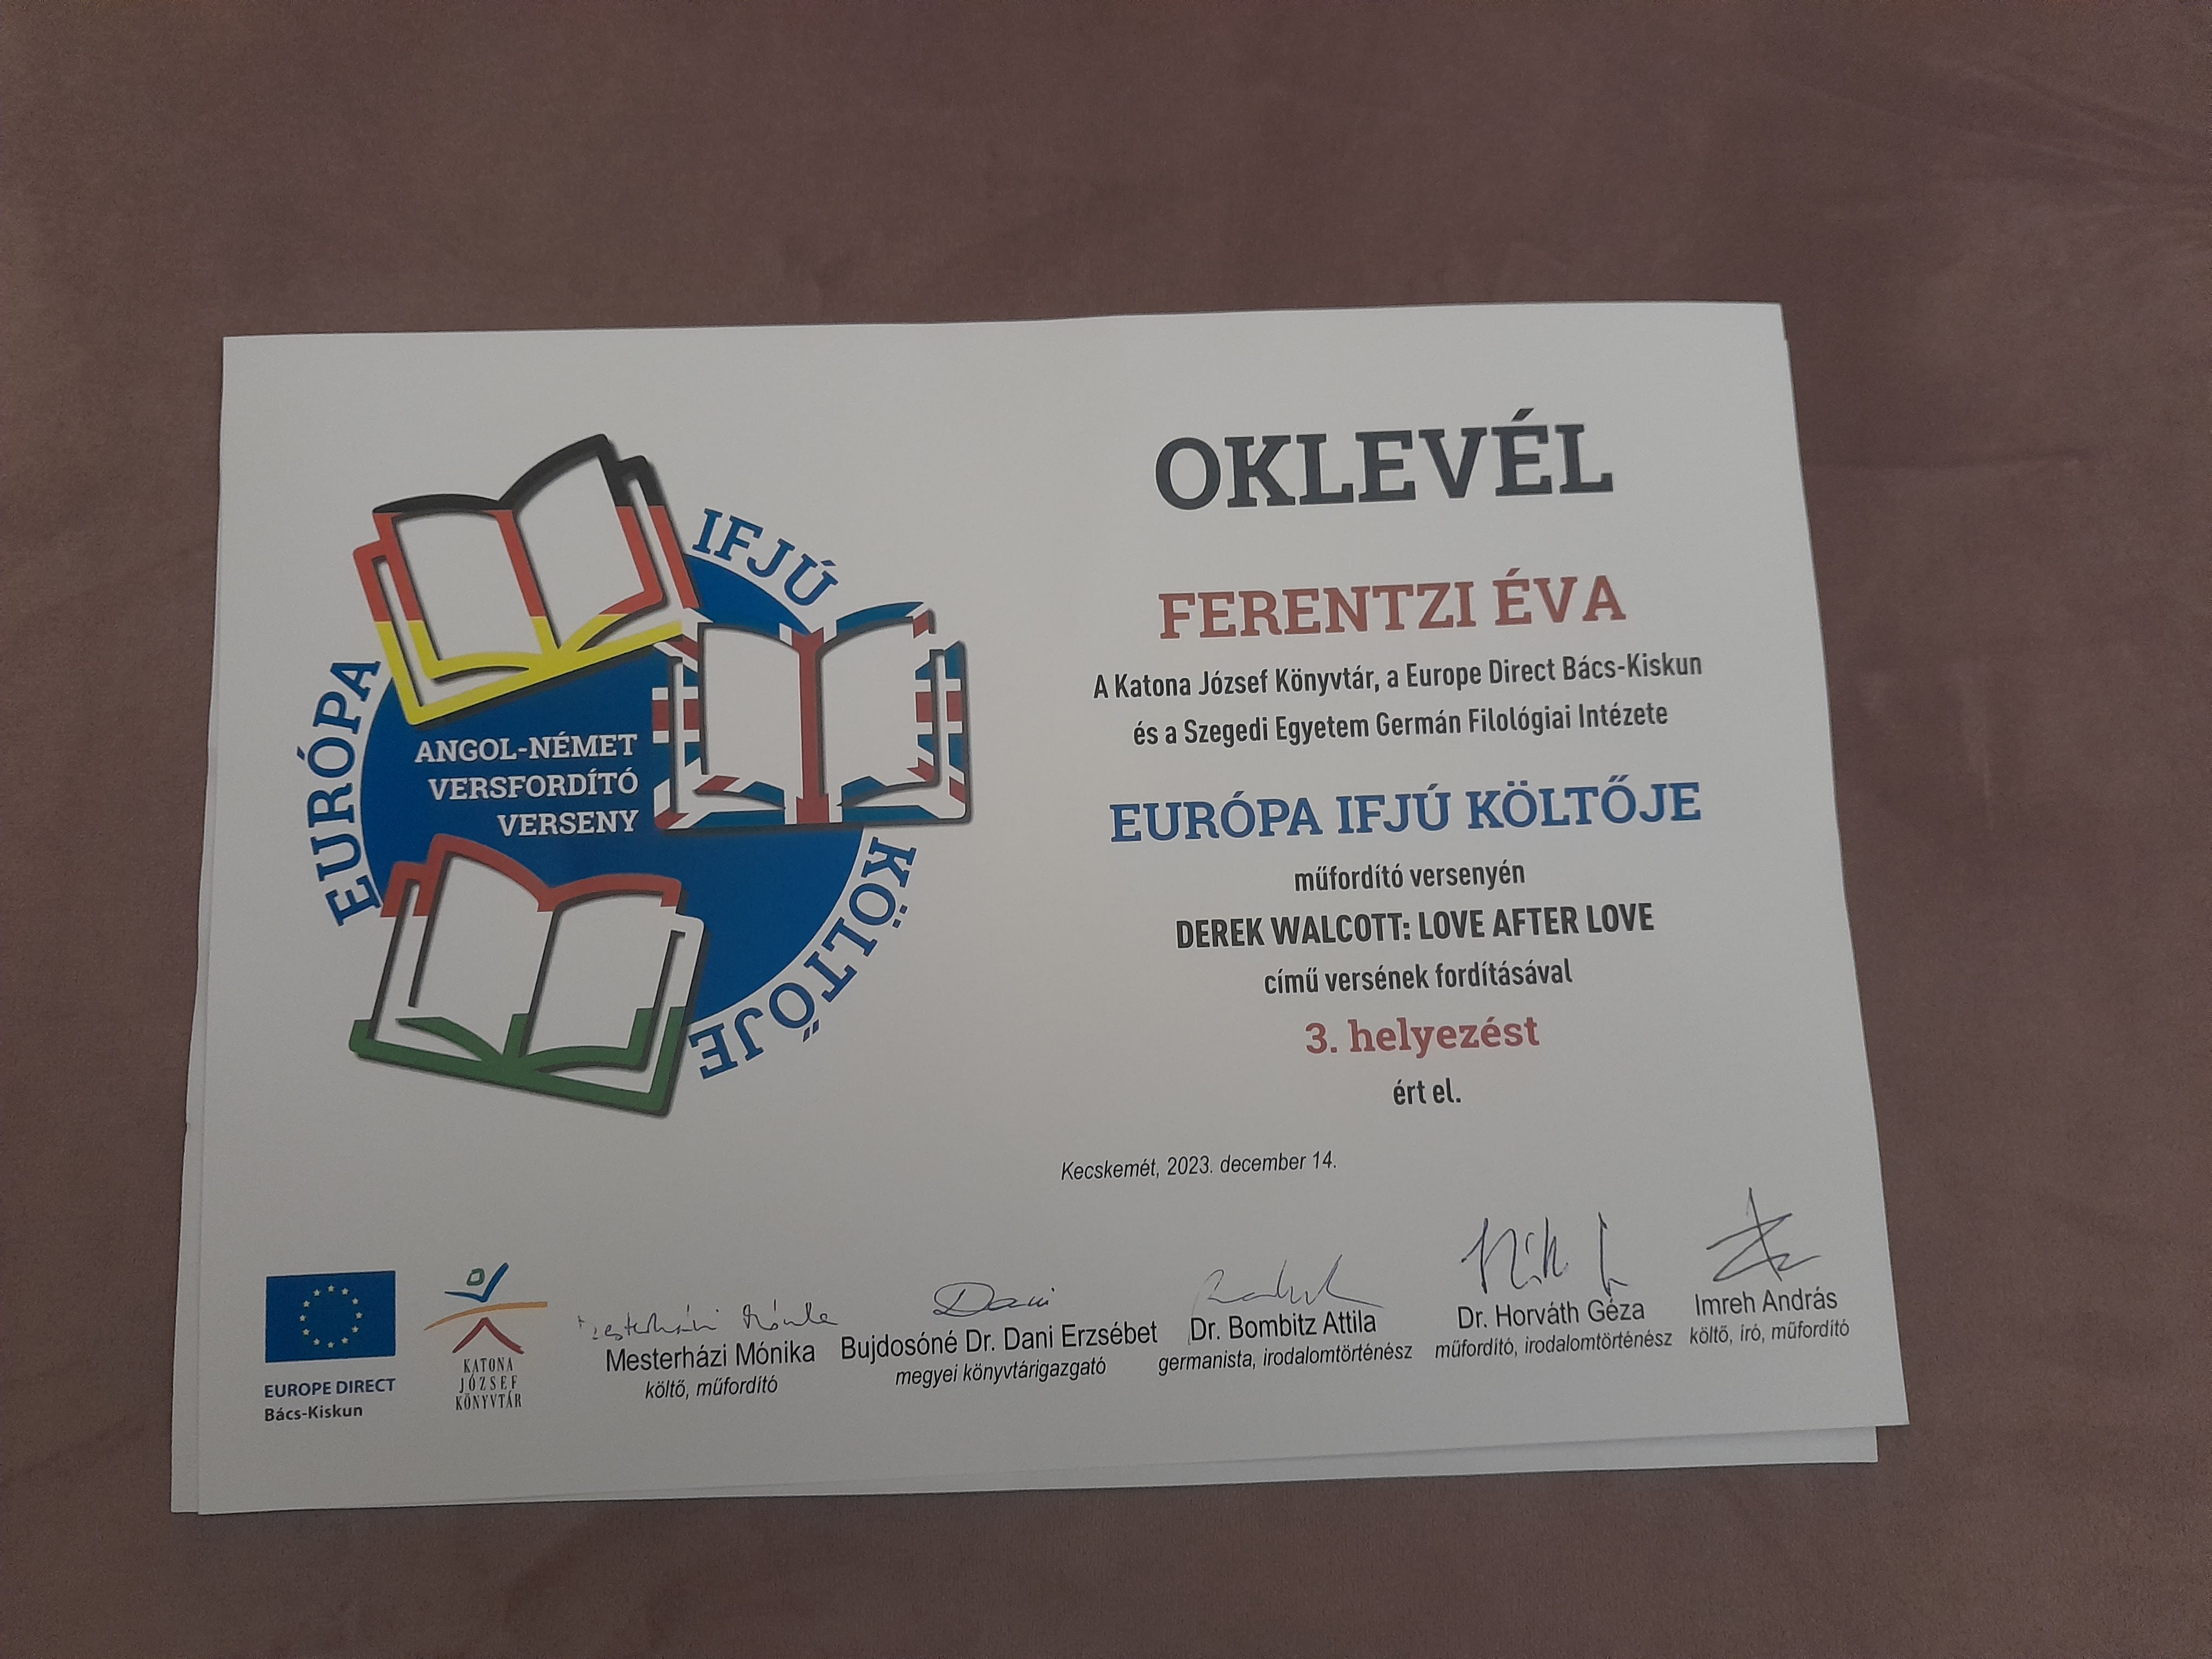 OKLEVÉL
FERENTZI ÉVA
A Katona József Könyvtár, a Europe Direct Bács-Kiskun
és a Szegedi Egyetem Germán Filológiai Intézete
EURÓPA IFJÚ KÖLTŐJE
műfordító versenyén
DEREK WALCOTT: LOVE AFTER LOVE
című versének fordításával
3. helyezést
ért el.
Kecskemét, 2023. december 14.
EURÓPA IFJÚ KÖLTŐJE
ANGOL-NÉMET
VERSFORDÍTÓ
VERSENY
EUROPE DIRECT
Bács-Kiskun
KATONA
JÓZSEF
KÖNYVTÁR
Mesterházi Mónika
költő, műfordító
Dani
Bujdosóné Dr. Dani Erzsébet
megyei könyvtárigazgató
Dr. Bombitz Attila
germanista, irodalomtörténész
Dr. Horváth Géza
műfordító, irodalomtörténész
Imreh András
költő, író, műfordító